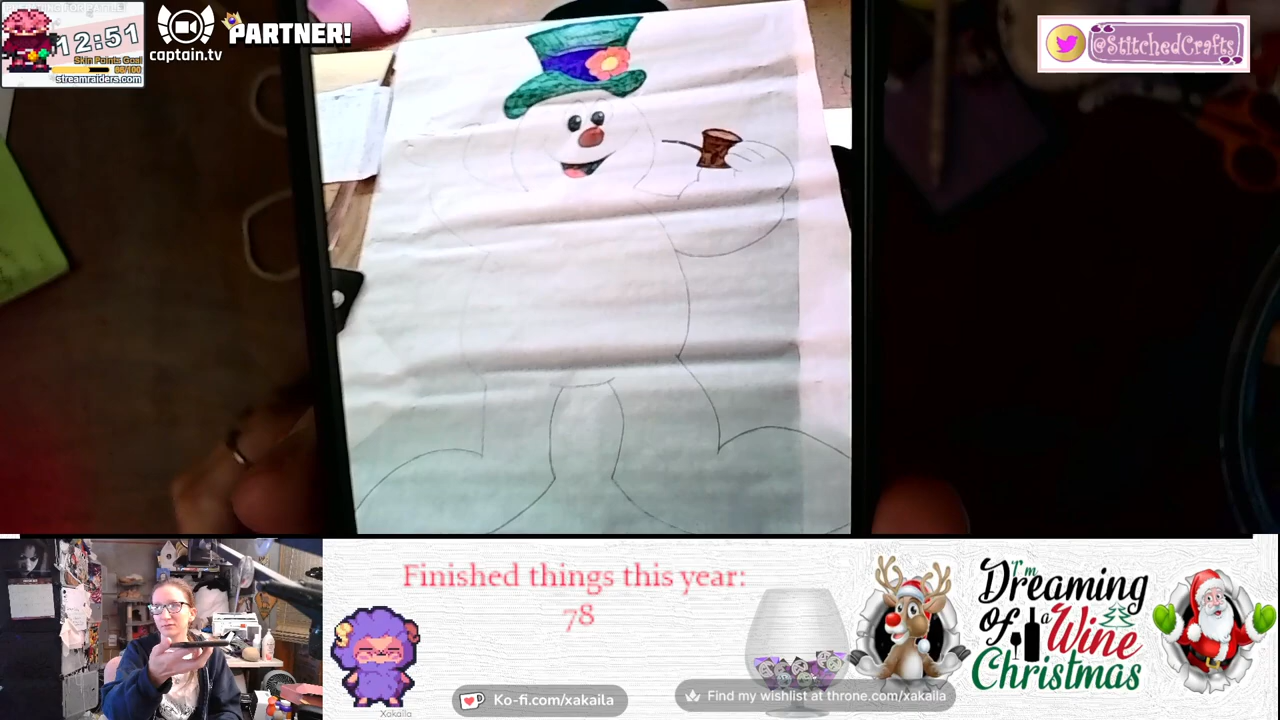 12:51
Skin Points Goal
streamraiders.com
captain.tv
PARTNER!
@StitchedCrafts
Finished things this year:
78
Xakaila
Ko-fi.com/xakaila
Find my wishlist at throne.com/xakaila
I'm
Dreaming
Of a Wine
Christmas